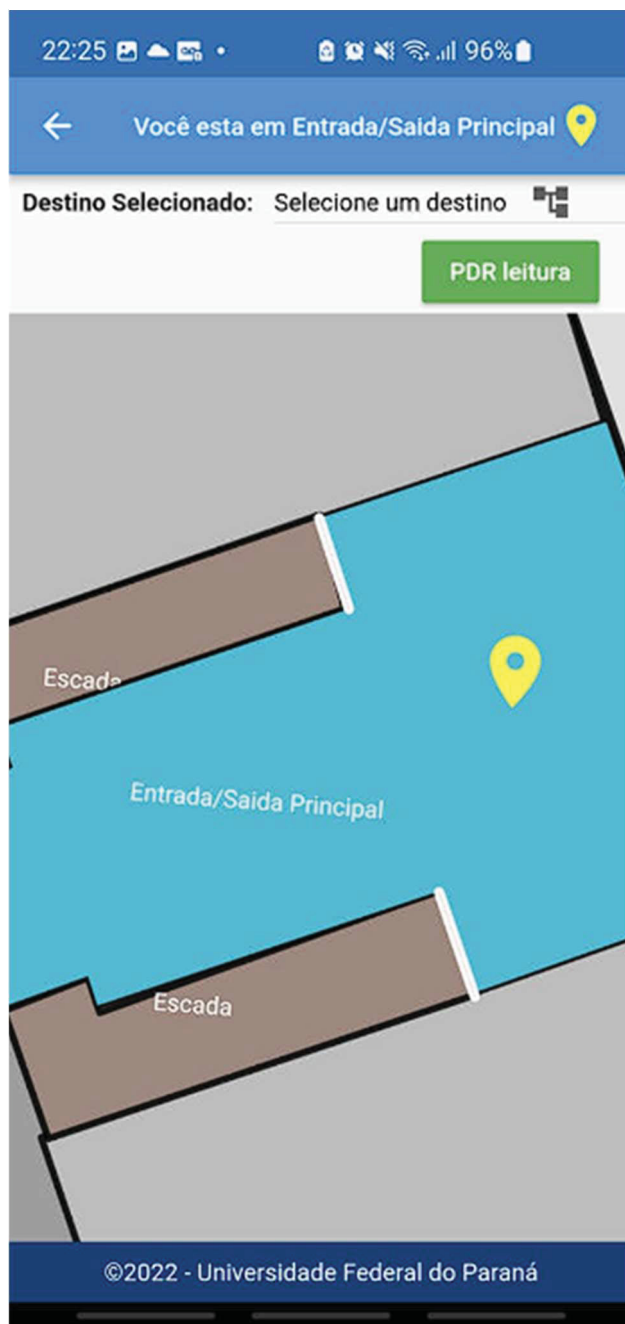 22:25 96%
Você esta em Entrada/Saida Principal
Destino Selecionado: Selecione um destino
PDR leitura
Escada
Entrada/Saida Principal
Escada
©2022 - Universidade Federal do Paraná